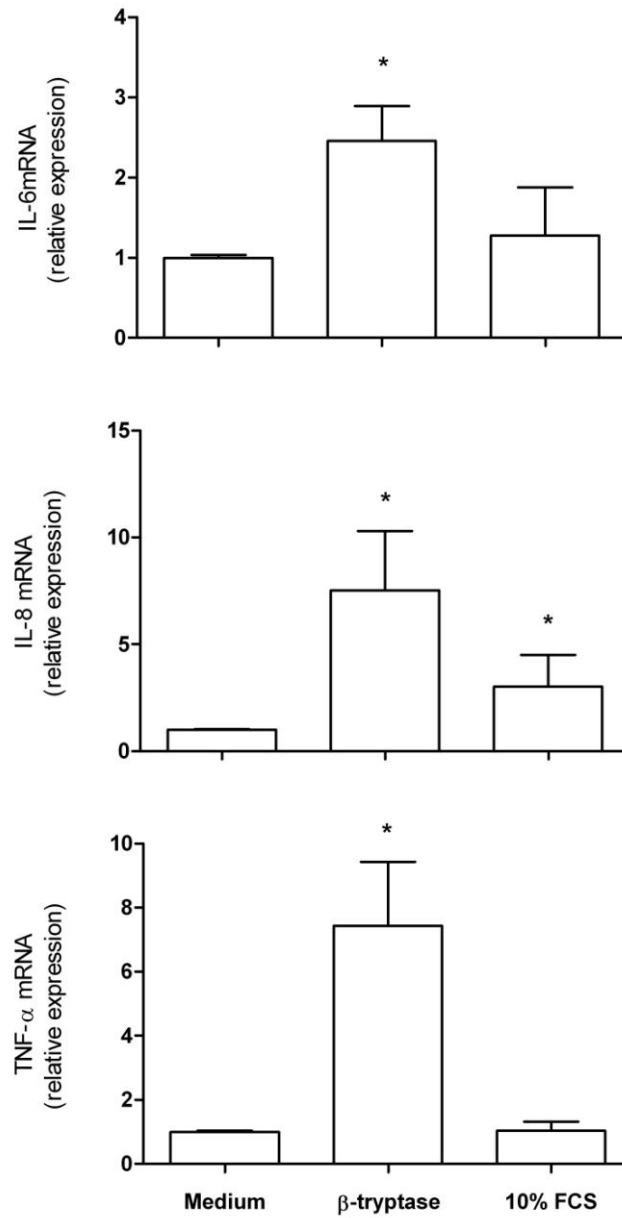 IL-6mRNA
(relative expression)
4
3
2
1
0
*
IL-8 mRNA
(relative expression)
15
10
5
0
*
*
TNF-α mRNA
(relative expression)
10
8
6
4
2
0
*
Medium β-tryptase 10% FCS